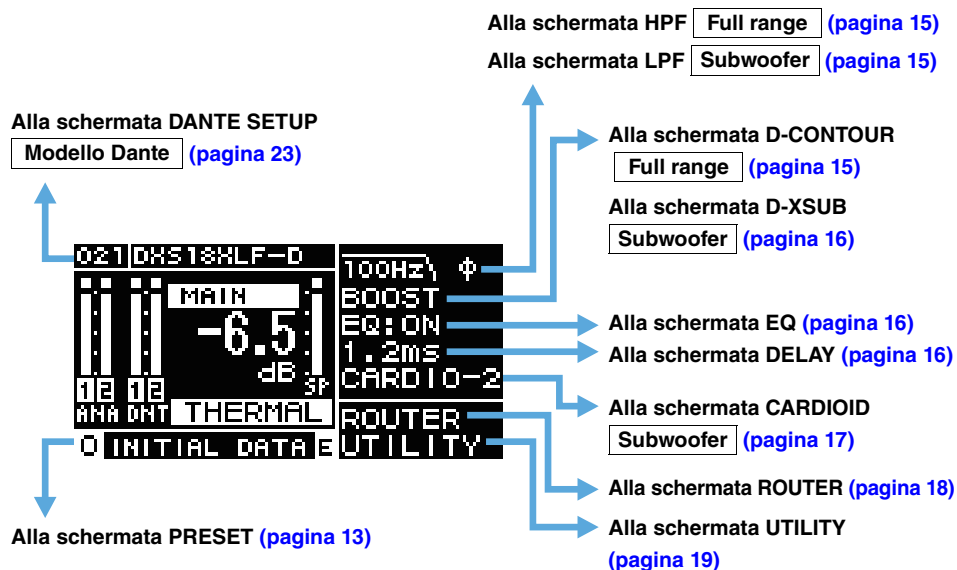 Alla schermata HPF Full range (pagina 15)
Alla schermata LPF Subwoofer (pagina 15)
Alla schermata DANTE SETUP
Modello Dante (pagina 23)
Alla schermata D-CONTOUR
Full range (pagina 15)
Alla schermata D-XSUB
Subwoofer (pagina 16)
021 DXS18XLF-D
MAIN
-6.5
dB
SP
1 2 1 2
ANA DNT THERMAL
0 INITIAL DATA E
100Hz ϕ
BOOST
EQ:ON
1.2ms
CARDIO-2
ROUTER
UTILITY
Alla schermata EQ (pagina 16)
Alla schermata DELAY (pagina 16)
Alla schermata CARDIOID
Subwoofer (pagina 17)
Alla schermata ROUTER (pagina 18)
Alla schermata UTILITY
(pagina 19)
Alla schermata PRESET (pagina 13)